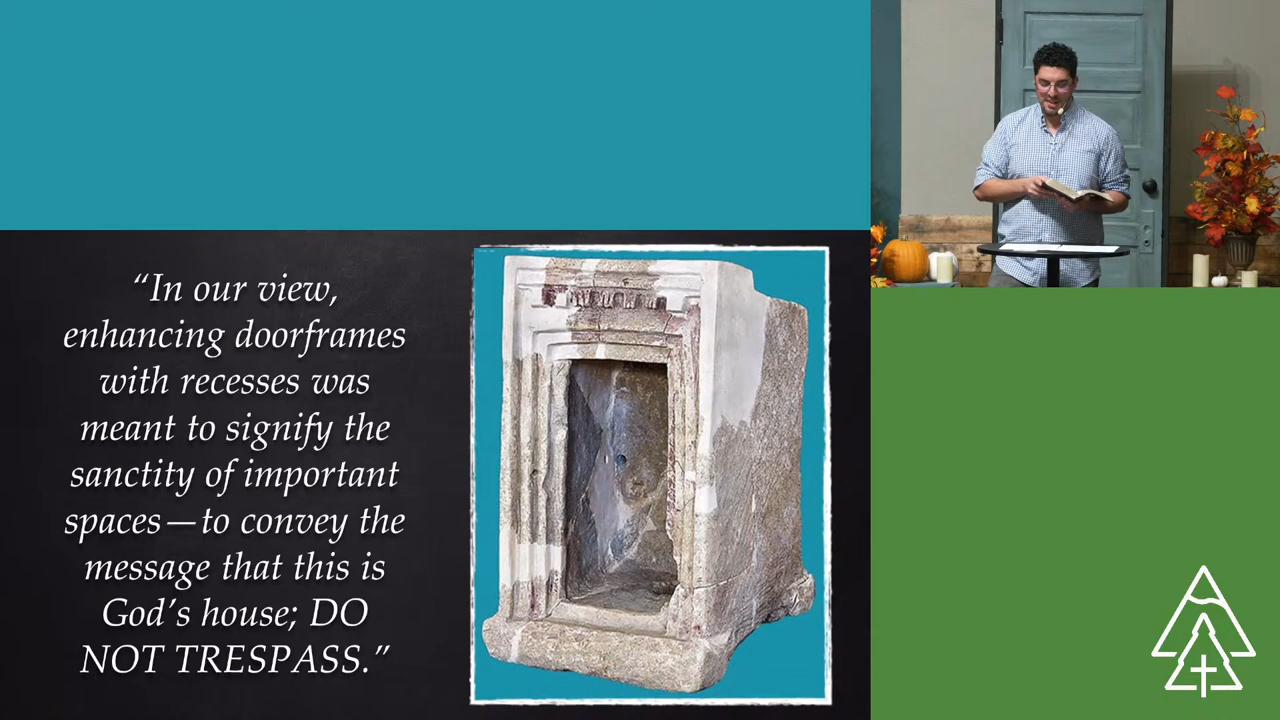 “In our view,
enhancing doorframes
with recesses was
meant to signify the
sanctity of important
spaces—to convey the
message that this is
God’s house; DO
NOT TRESPASS.”